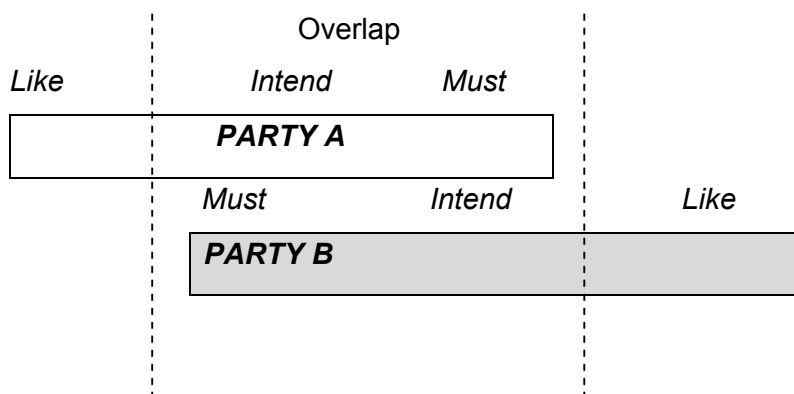 Overlap
Like Intend Must
PARTY A
Must Intend Like
PARTY B